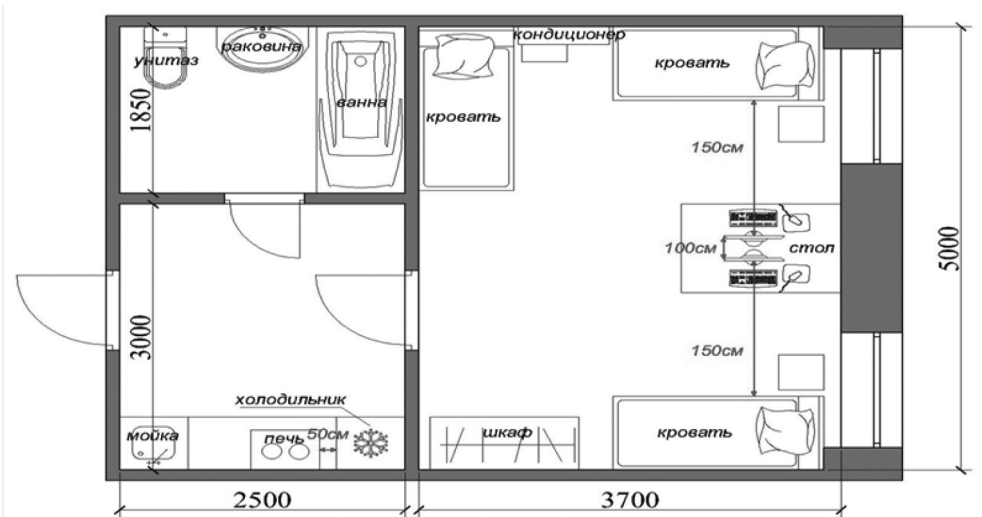 унитаз
раковина
ванна
1850
кондиционер
кровать
кровать
150см
100см
стол
5000
3000
холодильник
мойка
печь
50см
150см
шкаф
кровать
2500
3700